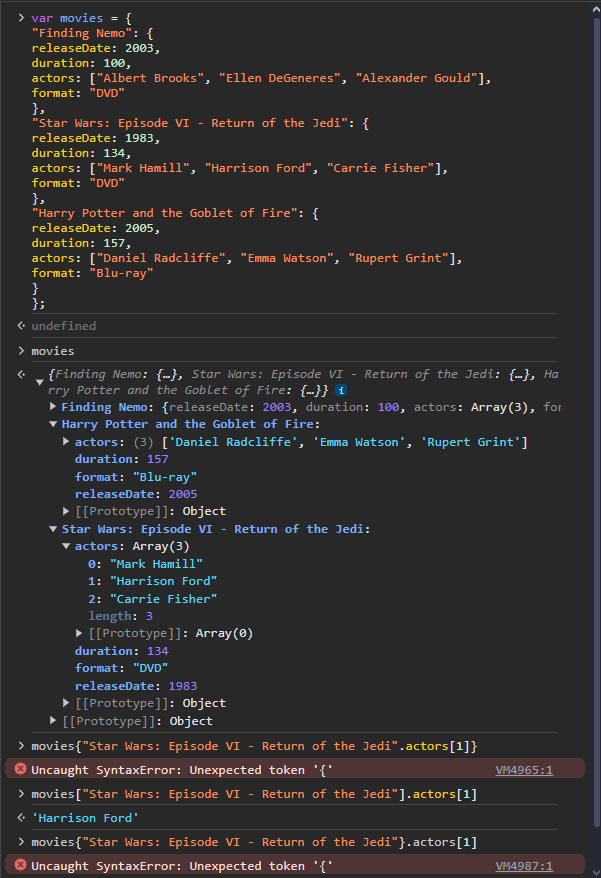 > var movies = {
"Finding Nemo": {
releaseDate: 2003,
duration: 100,
actors: ["Albert Brooks", "Ellen DeGeneres", "Alexander Gould"],
format: "DVD"
},
"Star Wars: Episode VI - Return of the Jedi": {
releaseDate: 1983,
duration: 134,
actors: ["Mark Hamill", "Harrison Ford", "Carrie Fisher"],
format: "DVD"
},
"Harry Potter and the Goblet of Fire": {
releaseDate: 2005,
duration: 157,
actors: ["Daniel Radcliffe", "Emma Watson", "Rupert Grint"],
format: "Blu-ray"
}
};
undefined
> movies
{Finding Nemo: {…}, Star Wars: Episode VI - Return of the Jedi: {…}, Ha
rry Potter and the Goblet of Fire: {…}} i
Finding Nemo: {releaseDate: 2003, duration: 100, actors: Array(3), for
Harry Potter and the Goblet of Fire:
actors: (3) ['Daniel Radcliffe', 'Emma Watson', 'Rupert Grint']
duration: 157
format: "Blu-ray"
releaseDate: 2005
[[Prototype]]: Object
Star Wars: Episode VI - Return of the Jedi:
actors: Array(3)
0: "Mark Hamill"
1: "Harrison Ford"
2: "Carrie Fisher"
length: 3
[[Prototype]]: Array(0)
duration: 134
format: "DVD"
releaseDate: 1983
[[Prototype]]: Object
[[Prototype]]: Object
> movies{"Star Wars: Episode VI - Return of the Jedi".actors[1]}
Uncaught SyntaxError: Unexpected token '{' VM4965:1
> movies["Star Wars: Episode VI - Return of the Jedi"].actors[1]
'Harrison Ford'
> movies{"Star Wars: Episode VI - Return of the Jedi"}.actors[1]
Uncaught SyntaxError: Unexpected token '{' VM4987:1